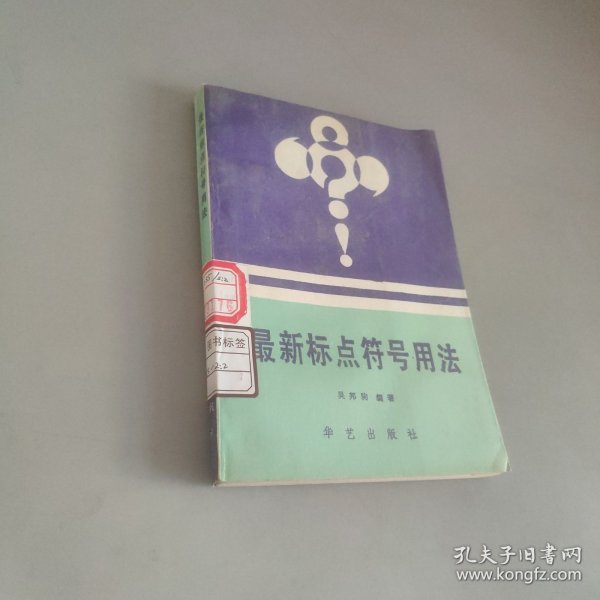 最新标点符号用法
吴邦驹 编著
华艺出版社
书标签
孔夫子旧书网
www.kongfz.com